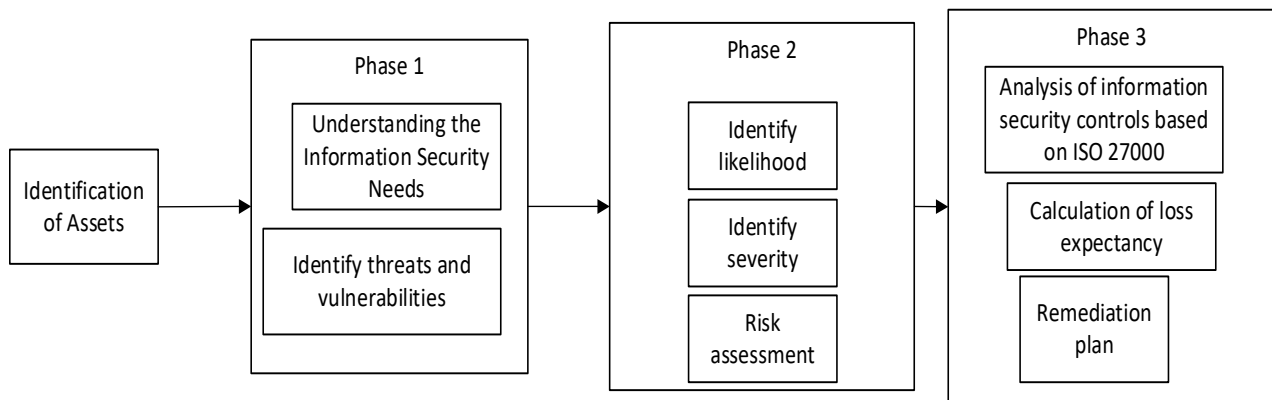 Identification
of Assets
Phase 1
Understanding the
Information Security
Needs
Identify threats and
vulnerabilities
Phase 2
Identify
likelihood
Identify
severity
Risk
assessment
Phase 3
Analysis of information
security controls based
on ISO 27000
Calculation of loss
expectancy
Remediation
plan